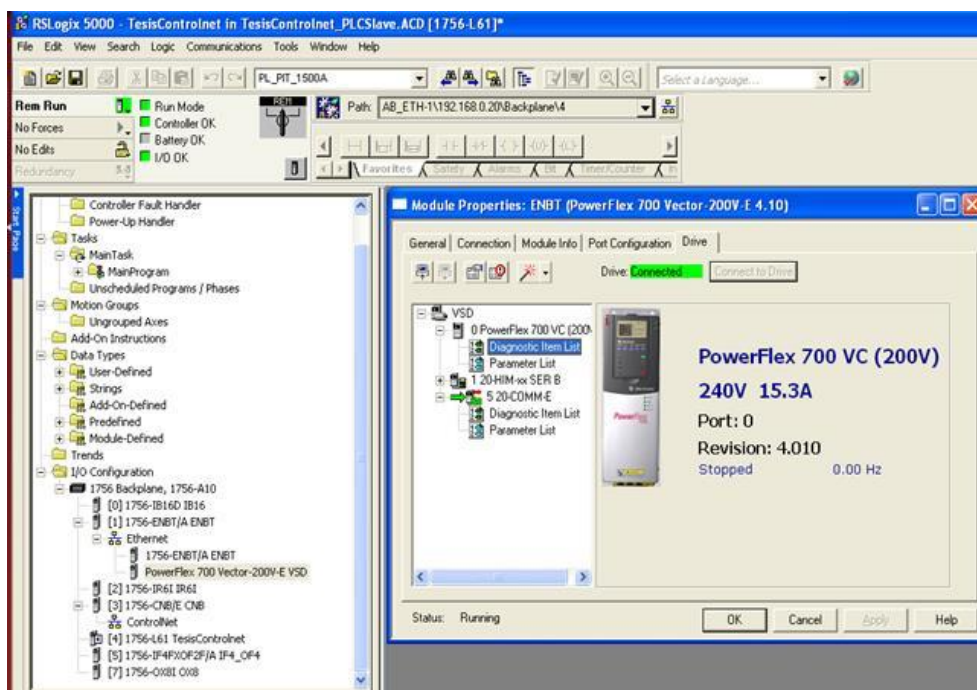 RSLogix 5000 - TesisControlnet in TesisControlnet_PLCSlave.ACD [1756-L61]*
File Edit View Search Logic Communications Tools Window Help
PL_PIT_1500A
Select a Language...
Rem Run
Run Mode
REM
Path: AB_ETH-1\192.168.0.20\Backplane\4
No Forces
Controller OK
Battery OK
No Edits
I/O OK
Redundancy
Favorites Safety Alarms Bit Timer/Counter In
Start Page
Controller Fault Handler
Power-Up Handler
Tasks
MainTask
MainProgram
Unscheduled Programs / Phases
Motion Groups
Ungrouped Axes
Add-On Instructions
Data Types
User-Defined
Strings
Add-On-Defined
Predefined
Module-Defined
Trends
I/O Configuration
1756 Backplane, 1756-A10
[0] 1756-IB16D IB16
[1] 1756-ENBT/A ENBT
Ethernet
1756-ENBT/A ENBT
PowerFlex 700 Vector-200V-E VSD
[2] 1756-IR6I IR6I
[3] 1756-CNB/E CNB
ControlNet
[4] 1756-L61 TesisControlnet
[5] 1756-IF4FXOF2F/A IF4_OF4
[7] 1756-OX8I OX8
Module Properties: ENBT (PowerFlex 700 Vector-200V-E 4.10)
General Connection Module Info Port Configuration Drive
Drive: Connected Connect to Drive
VSD
0 PowerFlex 700 VC (200V
Diagnostic Item List
Parameter List
1 20-HIM-xx SER B
5 20-COMM-E
Diagnostic Item List
Parameter List
PowerFlex
PowerFlex 700 VC (200V)
240V 15.3A
Port: 0
Revision: 4.010
Stopped 0.00 Hz
Status: Running
OK Cancel Apply Help